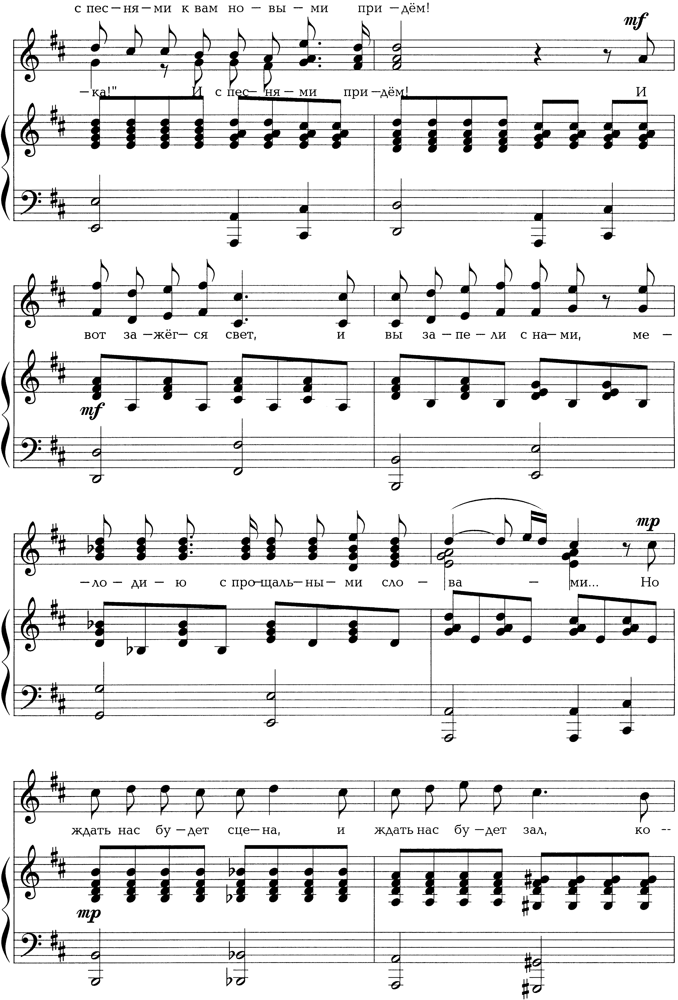 с пес – ня – ми к вам но – вы – ми при – дём!
mf
– ка!" И с пес – ня – ми при – дём! И
вот за – жёг – ся свет, и вы за – пе – ли с на – ми, ме –
mf
mp
– ло – ди – ю с про – щаль – ны – ми сло – ва – ми... Но
ждать нас бу – дет сце – на, и ждать нас бу – дет зал, ко --
mp